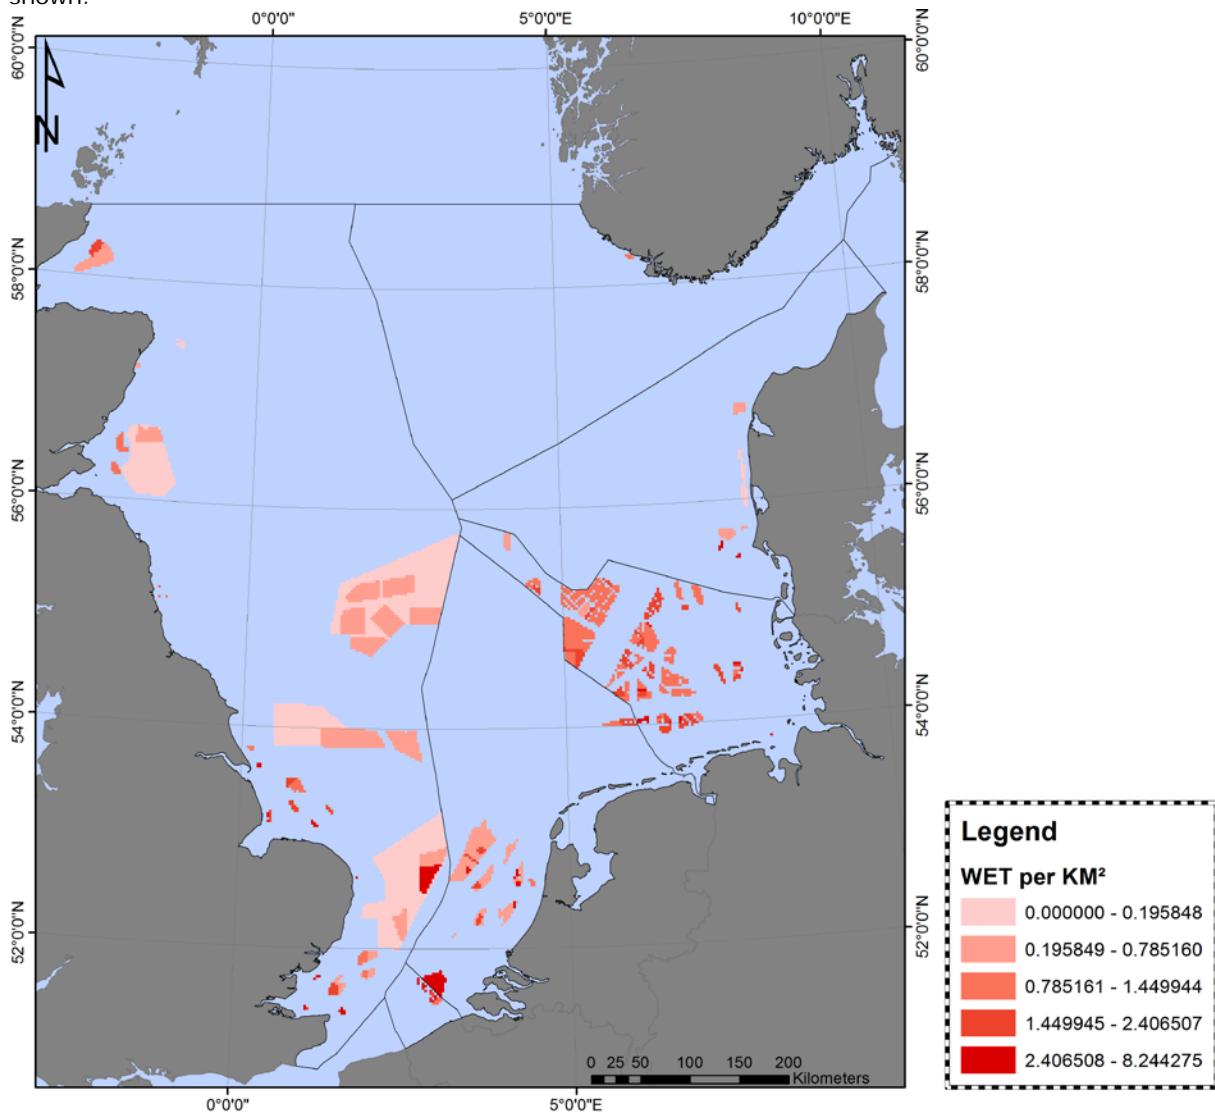 shown.
0°0'0" 5°0'0"E 10°0'0"E
60°0'0"N 60°0'0"N
N
58°0'0"N 58°0'0"N
56°0'0"N 56°0'0"N
54°0'0"N 54°0'0"N
52°0'0"N 52°0'0"N
Legend
WET per KM²
0.000000 - 0.195848
0.195849 - 0.785160
0.785161 - 1.449944
1.449945 - 2.406507
2.406508 - 8.244275
0 25 50 100 150 200
Kilometers
0°0'0" 5°0'0"E